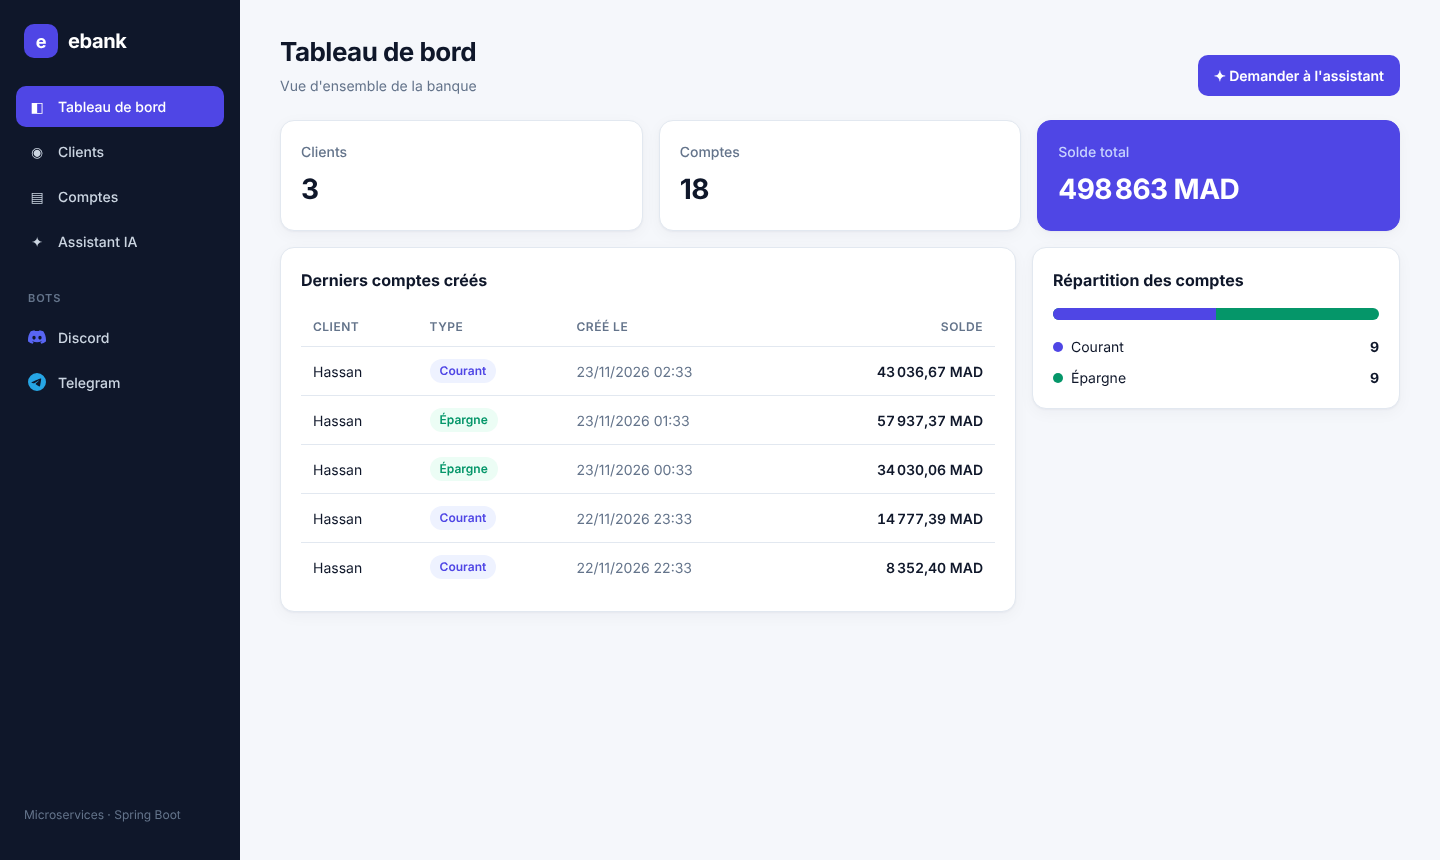 e ebank
Tableau de bord
Clients
Comptes
Assistant IA
BOTS
Discord
Telegram
Microservices · Spring Boot
Tableau de bord
Vue d'ensemble de la banque
✦ Demander à l'assistant
Clients
3
Comptes
18
Solde total
498 863 MAD
Derniers comptes créés
CLIENT TYPE CRÉÉ LE SOLDE
Hassan Courant 23/11/2026 02:33 43 036,67 MAD
Hassan Épargne 23/11/2026 01:33 57 937,37 MAD
Hassan Épargne 23/11/2026 00:33 34 030,06 MAD
Hassan Courant 22/11/2026 23:33 14 777,39 MAD
Hassan Courant 22/11/2026 22:33 8 352,40 MAD
Répartition des comptes
Courant 9
Épargne 9